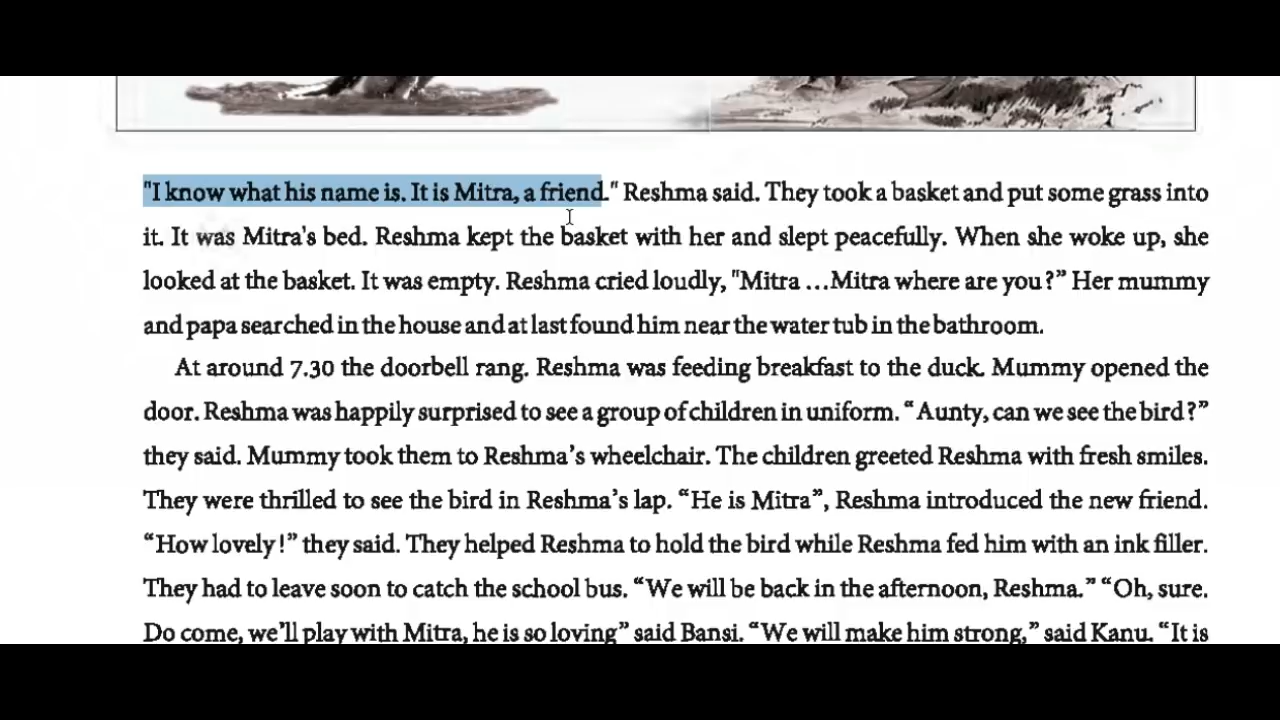 "I know what his name is. It is Mitra, a friend." Reshma said. They took a basket and put some grass into
it. It was Mitra's bed. Reshma kept the basket with her and slept peacefully. When she woke up, she
looked at the basket. It was empty. Reshma cried loudly, "Mitra ...Mitra where are you?” Her mummy
and papa searched in the house and at last found him near the water tub in the bathroom.
At around 7.30 the doorbell rang. Reshma was feeding breakfast to the duck. Mummy opened the
door. Reshma was happily surprised to see a group of children in uniform. “Aunty, can we see the bird?”
they said. Mummy took them to Reshma’s wheelchair. The children greeted Reshma with fresh smiles.
They were thrilled to see the bird in Reshma’s lap. “He is Mitra”, Reshma introduced the new friend.
“How lovely!” they said. They helped Reshma to hold the bird while Reshma fed him with an ink filler.
They had to leave soon to catch the school bus. “We will be back in the afternoon, Reshma.” “Oh, sure.
Do come, we’ll play with Mitra, he is so loving” said Bansi. “We will make him strong,” said Kanu. “It is